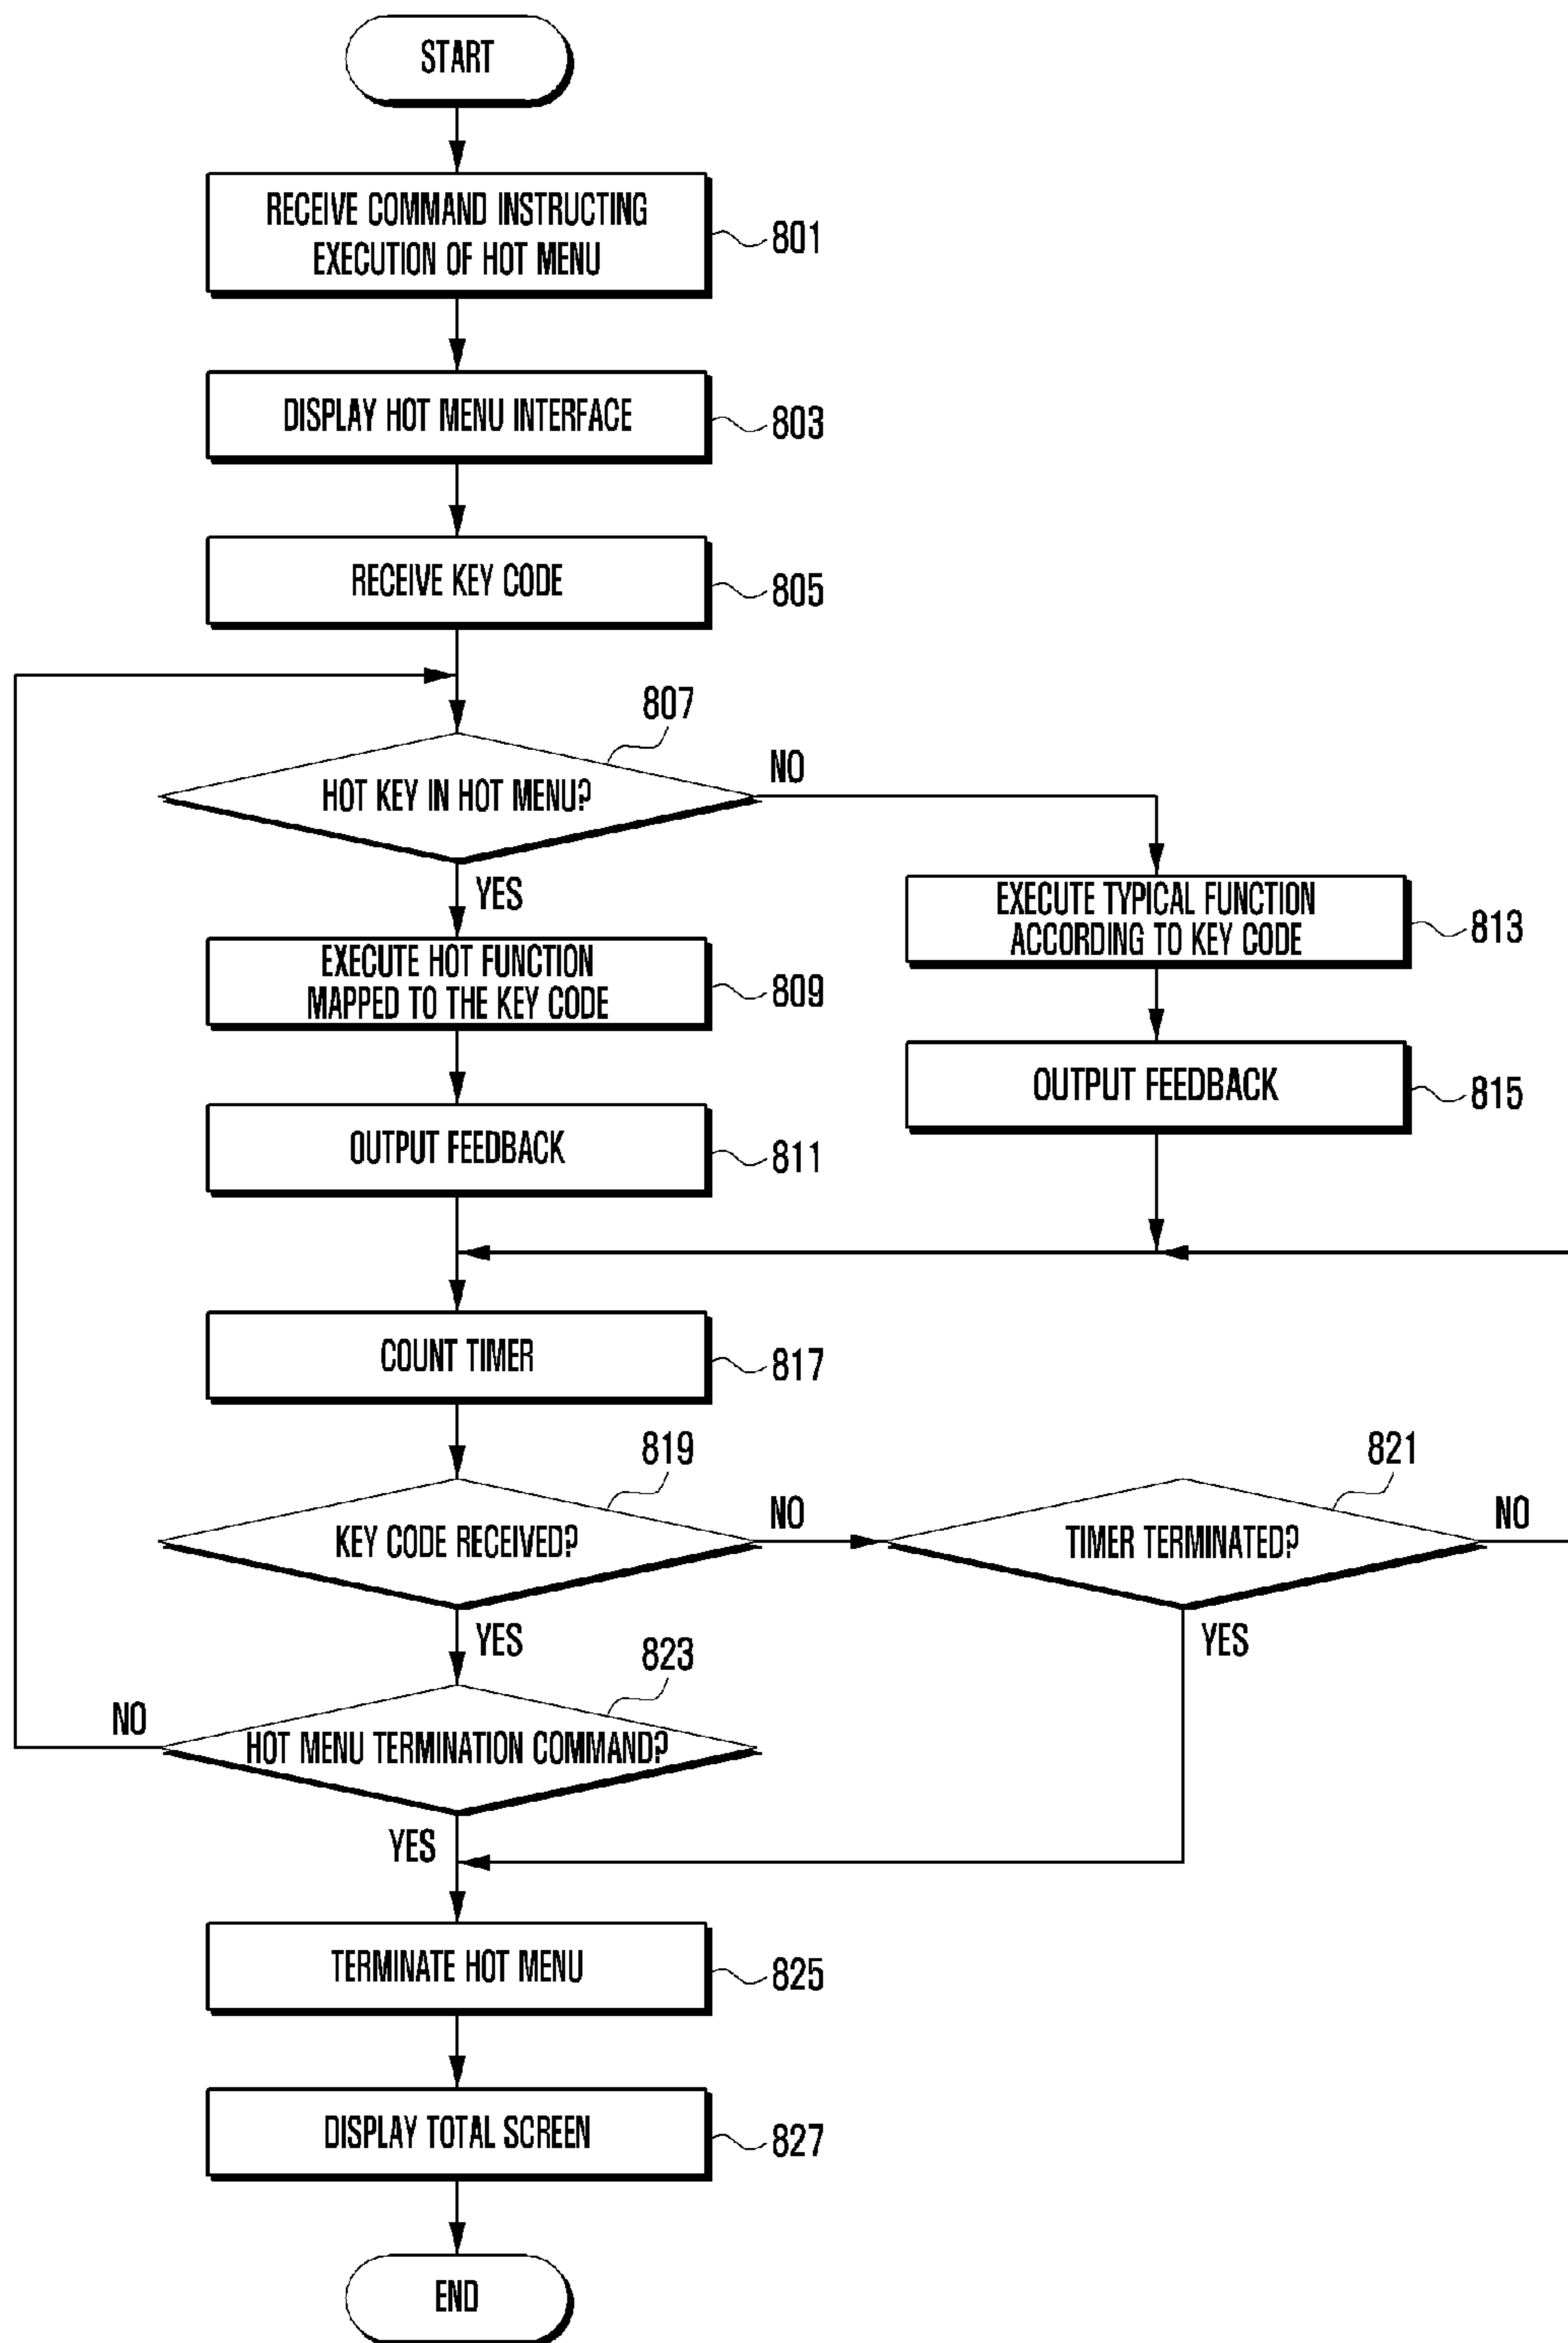 START
RECEIVE COMMAND INSTRUCTING
EXECUTION OF HOT MENU
801
DISPLAY HOT MENU INTERFACE
803
RECEIVE KEY CODE
805
807
HOT KEY IN HOT MENU?
NO
YES
EXECUTE HOT FUNCTION
MAPPED TO THE KEY CODE
809
EXECUTE TYPICAL FUNCTION
ACCORDING TO KEY CODE
813
OUTPUT FEEDBACK
811
OUTPUT FEEDBACK
815
COUNT TIMER
817
819
KEY CODE RECEIVED?
NO
821
TIMER TERMINATED?
NO
YES
YES
823
HOT MENU TERMINATION COMMAND?
NO
YES
TERMINATE HOT MENU
825
DISPLAY TOTAL SCREEN
827
END